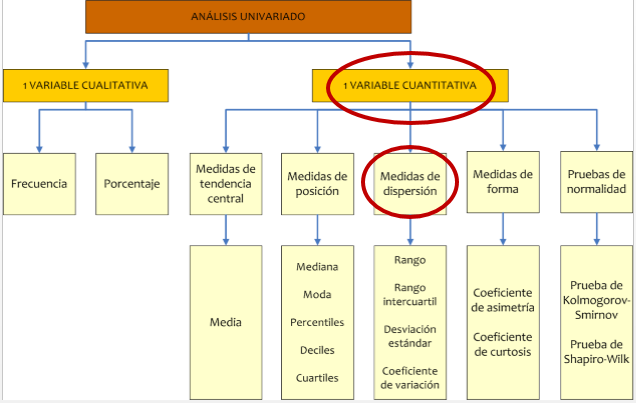 ANÁLISIS UNIVARIADO
1 VARIABLE CUALITATIVA
1 VARIABLE CUANTITATIVA
Frecuencia
Porcentaje
Medidas de
tendencia
central
Medidas de
posición
Medidas de
dispersión
Medidas de
forma
Pruebas de
normalidad
Media
Mediana
Moda
Percentiles
Deciles
Cuartiles
Rango
Rango
intercuartil
Desviación
estándar
Coeficiente
de variación
Coeficiente
de asimetría
Coeficiente
de curtosis
Prueba de
Kolmogorov-
Smirnov
Prueba de
Shapiro-Wilk